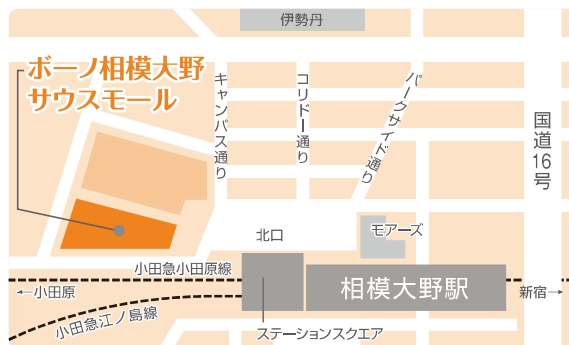 伊勢丹
ボーノ相模大野
サウスモール
キャンパス通り
コリドー通り
パークサイド通り
国道16号
北口
モアーズ
小田急小田原線
相模大野駅
←小田原
新宿→
小田急江ノ島線
ステーションスクエア